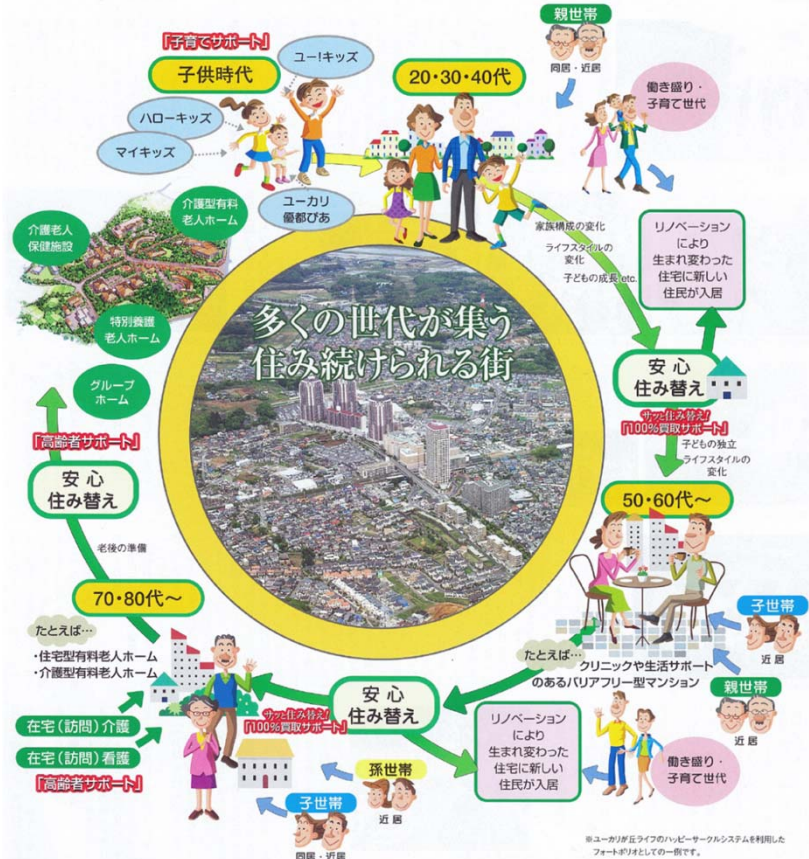 「子育てサポート」
子供時代
ユー!キッズ
ハローキッズ
マイキッズ
ユーカリ
優都ぴあ
20・30・40代
親世帯
同居・近居
働き盛り・
子育て世代
家族構成の変化
ライフスタイルの
変化
子どもの成長,etc.
リノベーション
により
生まれ変わった
住宅に新しい
住民が入居
安心
住み替え
サッと住み替え!
「100%買取サポート」
子どもの独立
ライフスタイルの
変化
50・60代~
子世帯
近居
親世帯
近居
たとえば…
クリニックや生活サポート
のあるバリアフリー型マンション
安心
住み替え
サッと住み替え!
「100%買取サポート」
リノベーション
により
生まれ変わった
住宅に新しい
住民が入居
働き盛り・
子育て世代
孫世帯
近居
子世帯
同居・近居
70・80代~
たとえば…
・住宅型有料老人ホーム
・介護型有料老人ホーム
在宅(訪問)介護
在宅(訪問)看護
「高齢者サポート」
老後の準備
安心
住み替え
「高齢者サポート」
グループ
ホーム
特別養護
老人ホーム
介護老人
保健施設
介護型有料
老人ホーム
多くの世代が集う
住み続けられる街
※ユーカリが丘ライフのハッピーサークルシステムを利用した
フォートポリオとしての一例です。